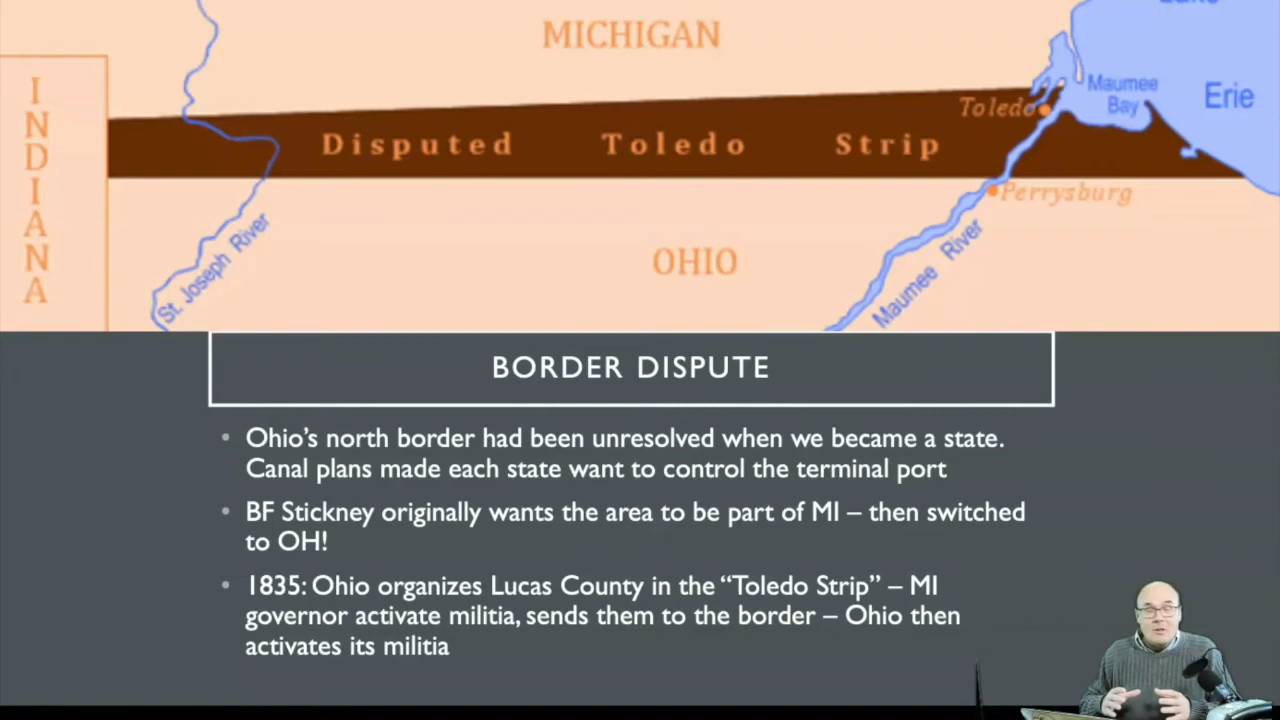 MICHIGAN
INDIANA
Lake
Erie
Maumee
Bay
Toledo
Disputed Toledo Strip
Perrysburg
OHIO
St. Joseph River
Maumee River
BORDER DISPUTE
• Ohio's north border had been unresolved when we became a state.
Canal plans made each state want to control the terminal port
• BF Stickney originally wants the area to be part of MI – then switched
to OH!
• 1835: Ohio organizes Lucas County in the “Toledo Strip” – MI
governor activate militia, sends them to the border – Ohio then
activates its militia